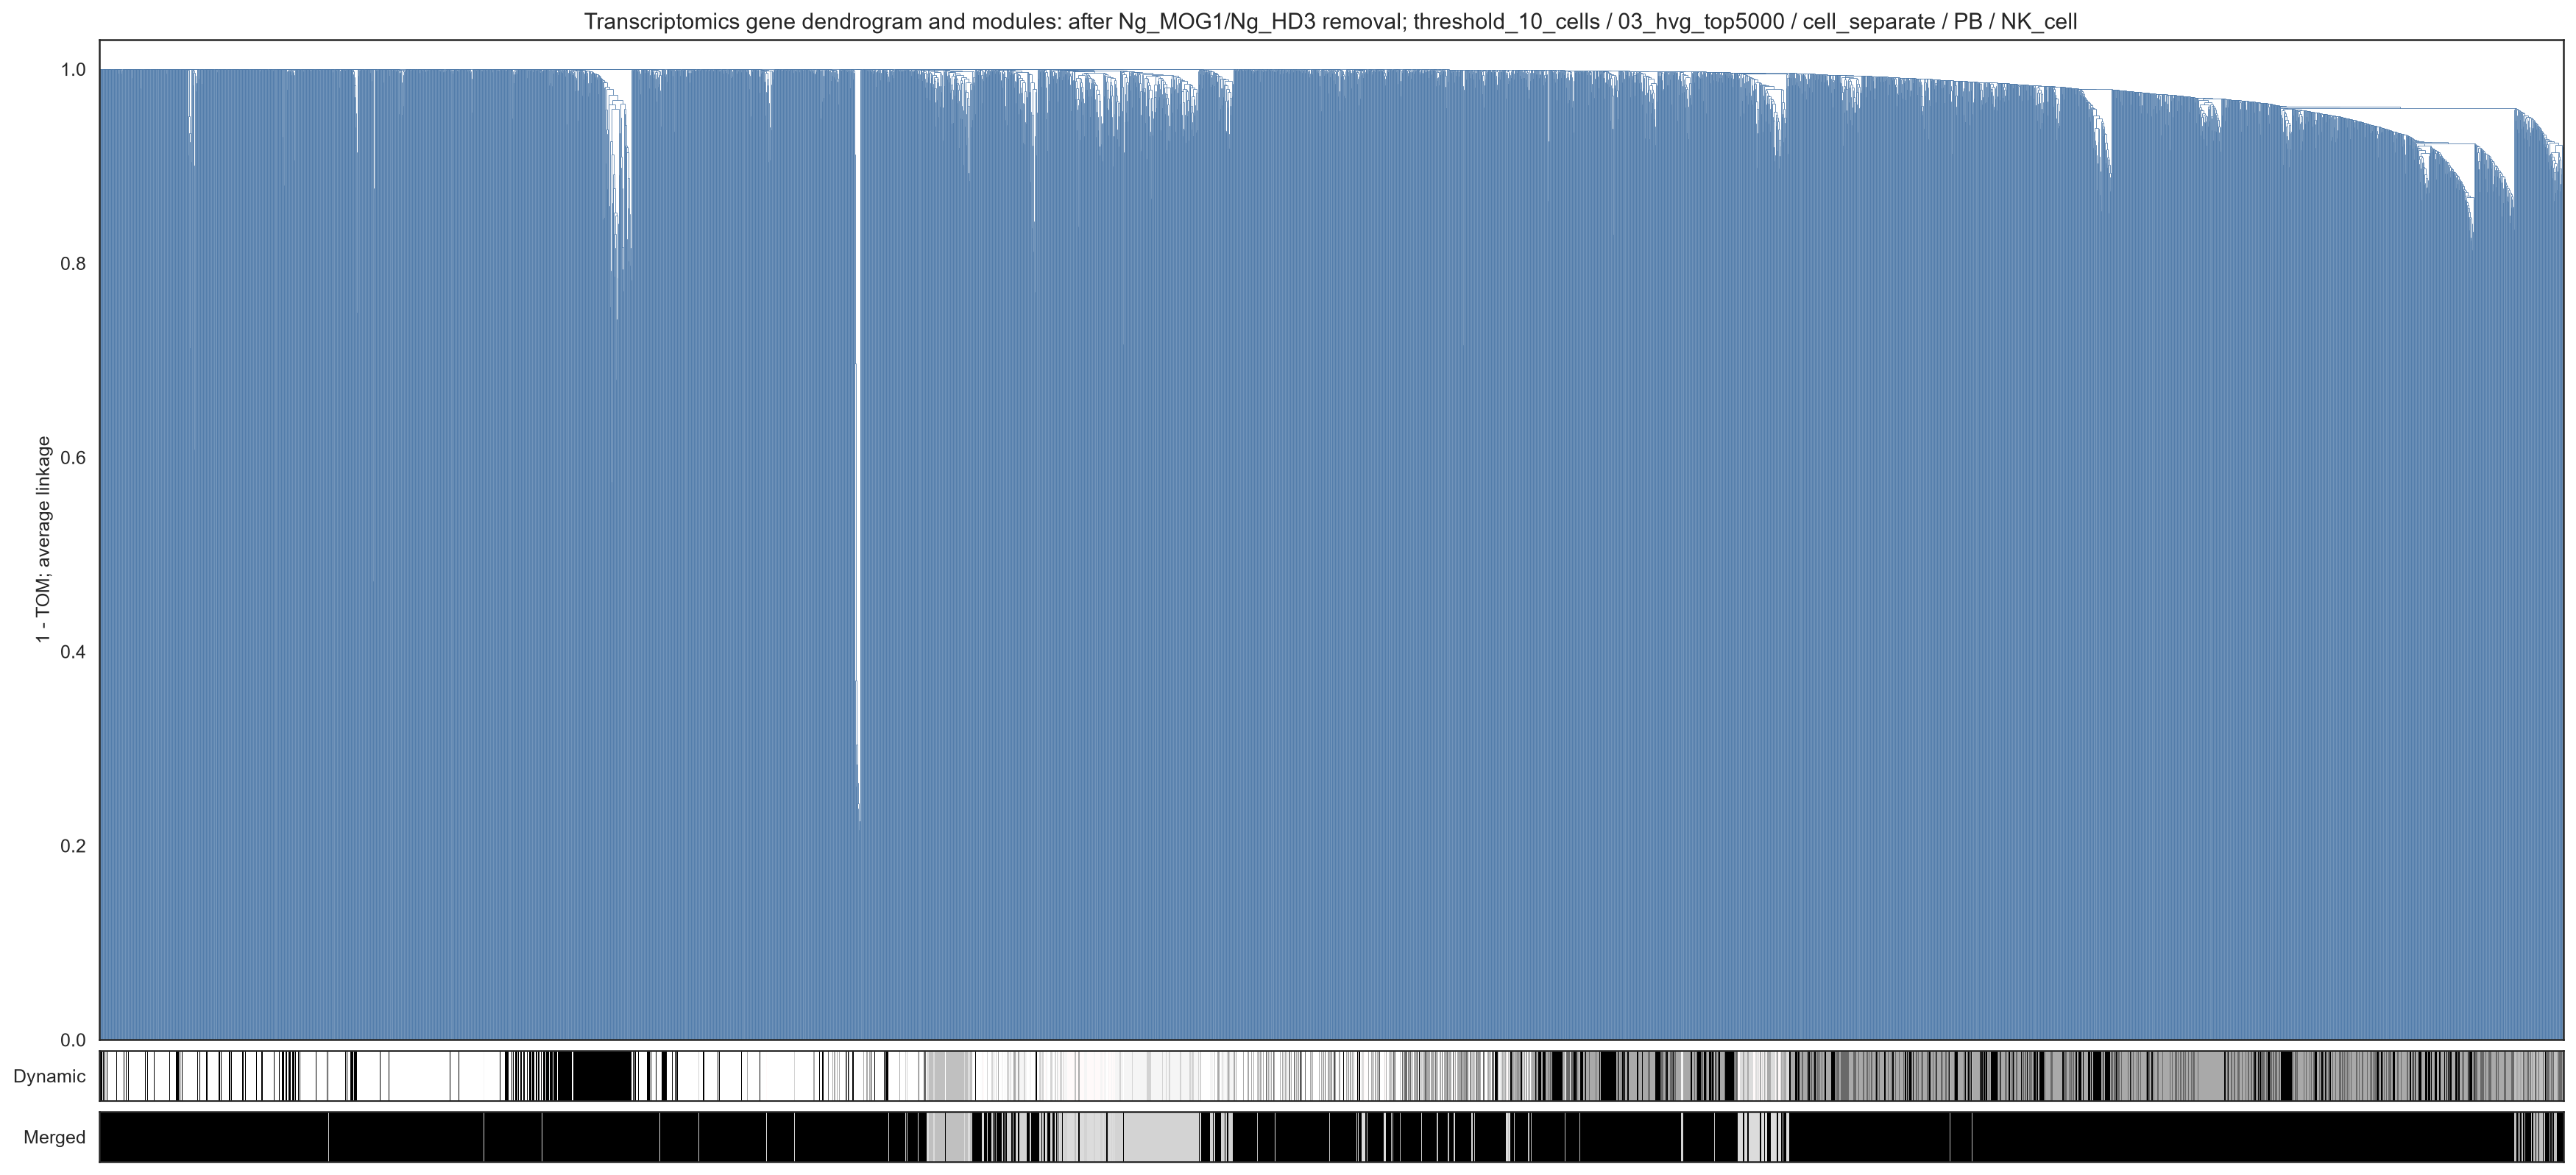 Transcriptomics gene dendrogram and modules: after Ng_MOG1/Ng_HD3 removal; threshold_10_cells / 03_hvg_top5000 / cell_separate / PB / NK_cell
1.0
0.8
0.6
0.4
0.2
0.0
1 - TOM; average linkage
Dynamic
Merged